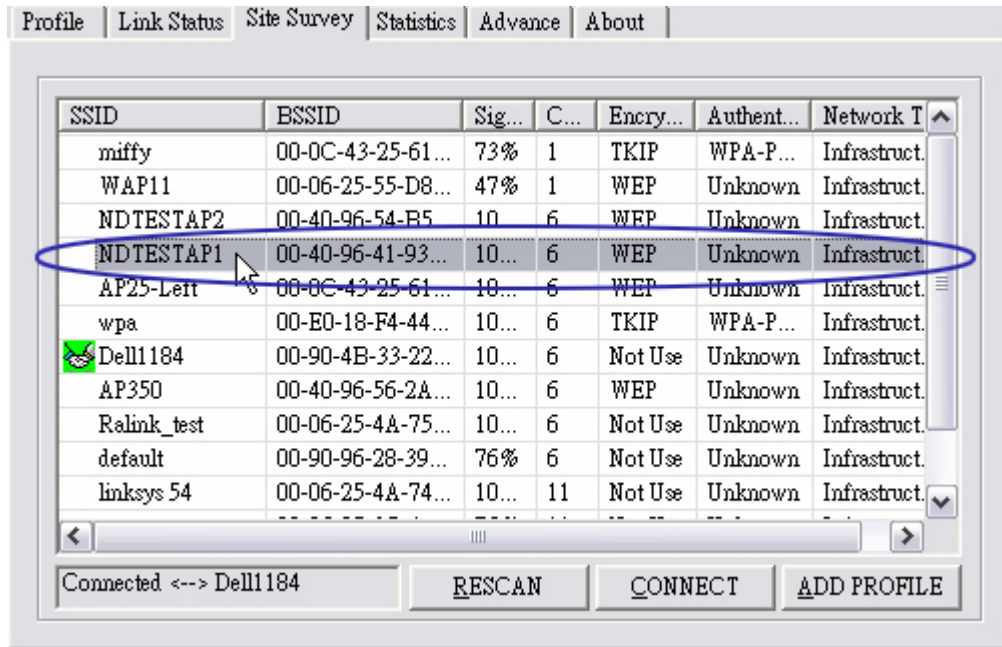 Profile Link Status Site Survey Statistics Advance About
SSID BSSID Sig... C... Encry... Authent... Network T
miffy 00-0C-43-25-61... 73% 1 TKIP WPA-P... Infrastruct.
WAP11 00-06-25-55-D8... 47% 1 WEP Unknown Infrastruct.
NDTESTAP2 00-40-96-54-B5 10 6 WEP Unknown Infrastruct.
NDTESTAP1 00-40-96-41-93... 10... 6 WEP Unknown Infrastruct.
AP25-Left 00-0C-43-25-61... 10... 6 WEP Unknown Infrastruct.
wpa 00-E0-18-F4-44... 10... 6 TKIP WPA-P... Infrastruct.
Dell1184 00-90-4B-33-22... 10... 6 Not Use Unknown Infrastruct.
AP350 00-40-96-56-2A... 10... 6 WEP Unknown Infrastruct.
Ralink_test 00-06-25-4A-75... 10... 6 Not Use Unknown Infrastruct.
default 00-90-96-28-39... 76% 6 Not Use Unknown Infrastruct.
linksys 54 00-06-25-4A-74... 10... 11 Not Use Unknown Infrastruct.
Connected <--> Dell1184 RESCAN CONNECT ADD PROFILE